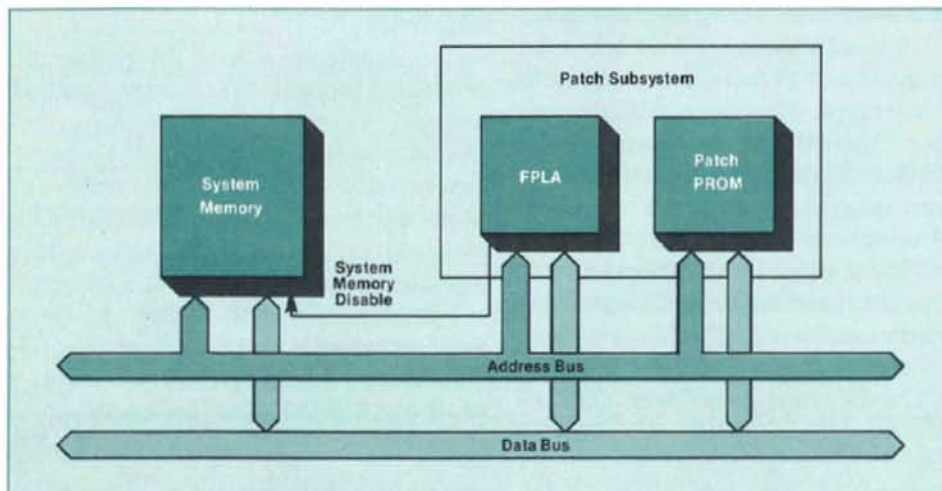 Patch Subsystem
System
Memory
FPLA
Patch
PROM
System
Memory
Disable
Address Bus
Data Bus